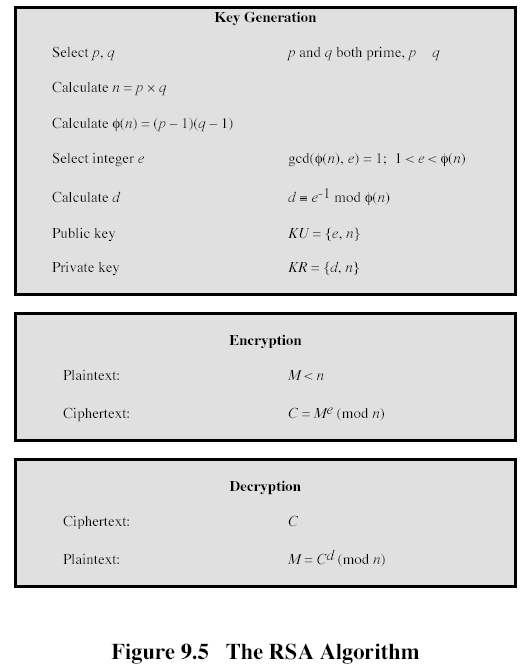 Key Generation
Select p, q p and q both prime, p q
Calculate n = p × q
Calculate ϕ(n) = (p – 1)(q – 1)
Select integer e gcd(ϕ(n), e) = 1; 1 < e < ϕ(n)
Calculate d d ≡ e⁻¹ mod ϕ(n)
Public key KU = {e, n}
Private key KR = {d, n}
Encryption
Plaintext: M < n
Ciphertext: C = Mᵉ (mod n)
Decryption
Ciphertext: C
Plaintext: M = Cᵈ (mod n)
Figure 9.5 The RSA Algorithm